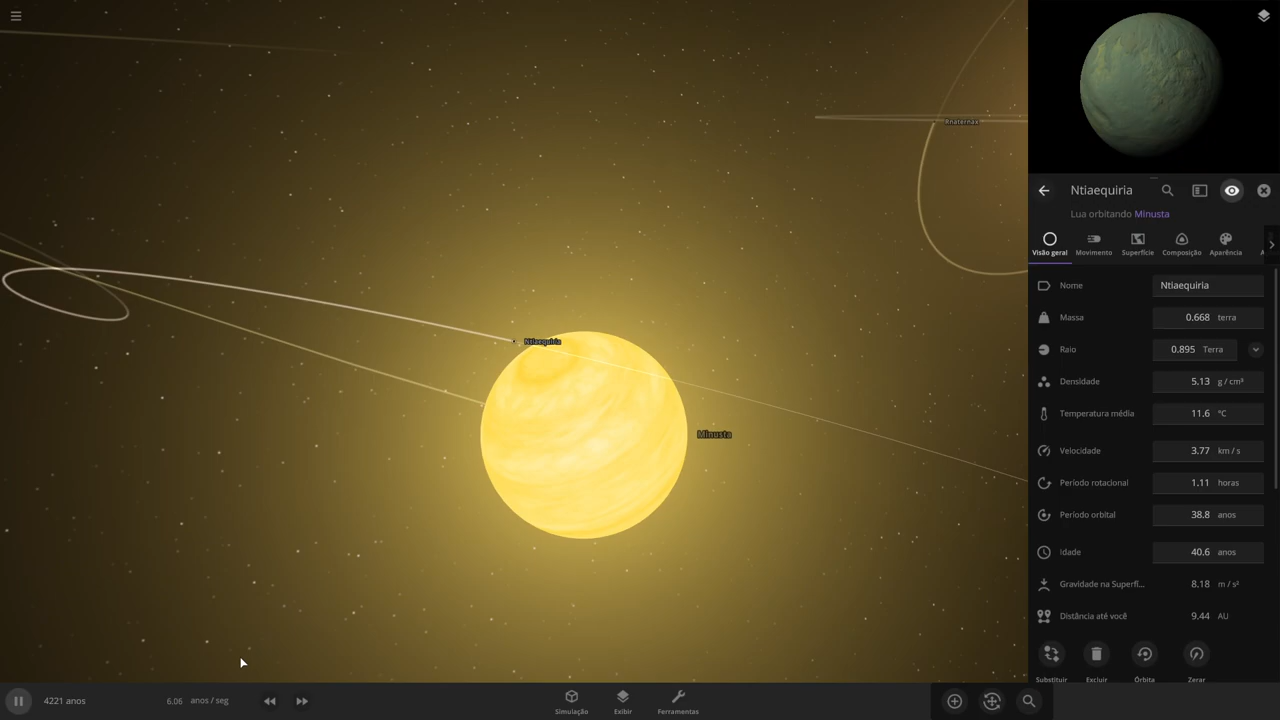 Rnaternax
Ntiaequiria
Minusta
Ntiaequiria
Lua orbitando Minusta
Visão geral Movimento Superfície Composição Aparência
Nome Ntiaequiria
Massa 0.668 terra
Raio 0.895 Terra
Densidade 5.13 g / cm³
Temperatura média 11.6 °C
Velocidade 3.77 km / s
Período rotacional 1.11 horas
Período orbital 38.8 anos
Idade 40.6 anos
Gravidade na Superfí... 8.18 m / s²
Distância até você 9.44 AU
Substituir Excluir Órbita Zerar
4221 anos 6.06 anos / seg
Simulação Exibir Ferramentas